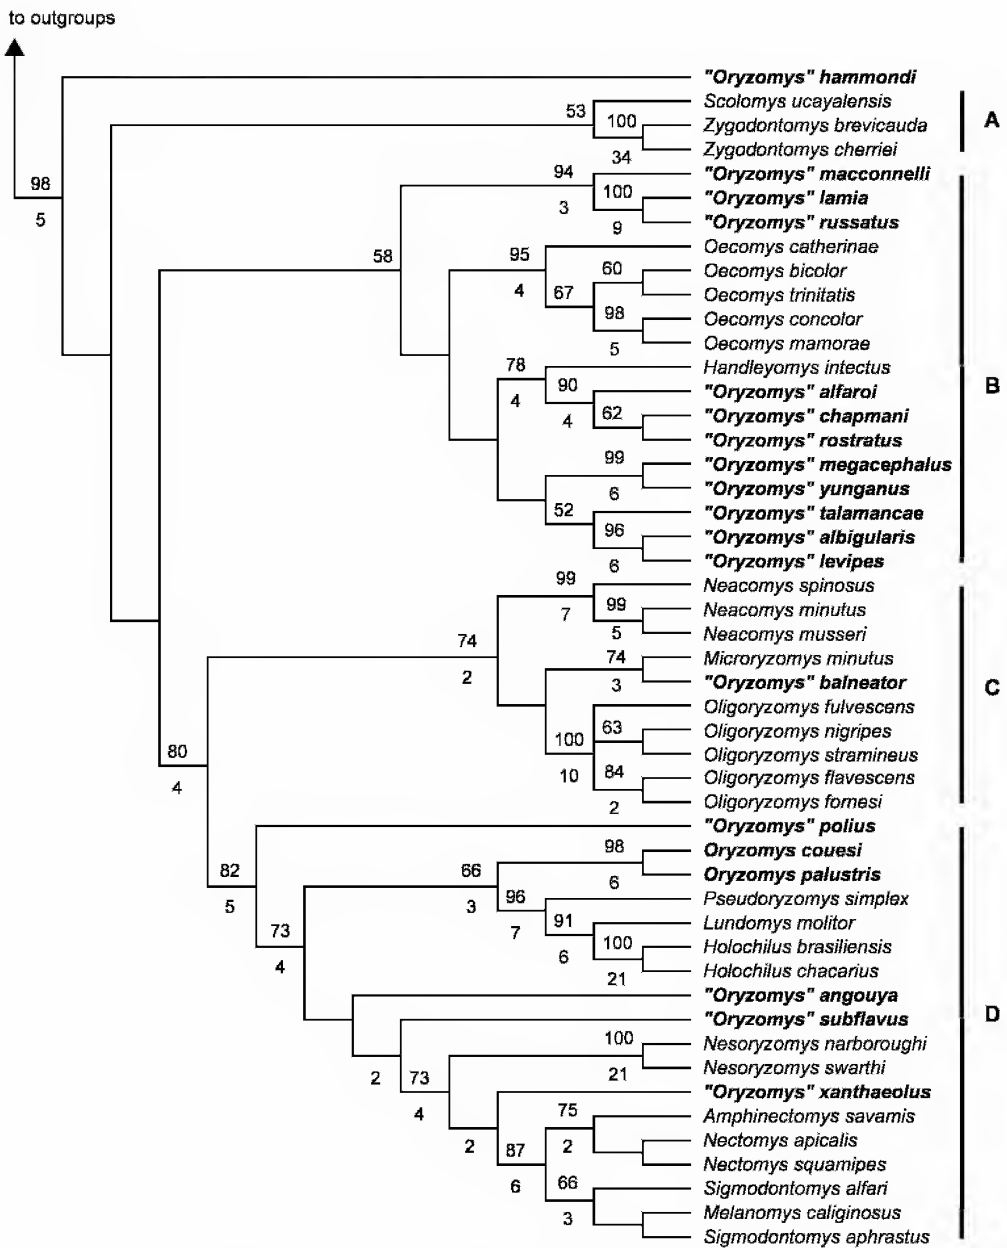 to outgroups
"Oryzomys" hammondi
Scolomys ucayalensis
53
100
A
Zygodontomys brevicauda
Zygodontomys cherriei
34
98
5
94
"Oryzomys" macconnelli
3
100
"Oryzomys" lamia
9
"Oryzomys" russatus
58
95
Oecomys catherinae
4
67
60
Oecomys bicolor
Oecomys trinitatis
98
Oecomys concolor
5
Oecomys mamorae
78
Handleyomys intectus
4
90
"Oryzomys" alfaroi
B
4
62
"Oryzomys" chapmani
"Oryzomys" rostratus
99
"Oryzomys" megacephalus
6
"Oryzomys" yunganus
52
"Oryzomys" talamancae
96
"Oryzomys" albigularis
6
"Oryzomys" levipes
99
Neacomys spinosus
7
99
Neacomys minutus
5
Neacomys musseri
74
2
74
Microryzomys minutus
3
"Oryzomys" balneator
C
Oligoryzomys fulvescens
100
63
Oligoryzomys nigripes
Oligoryzomys stramineus
10
84
Oligoryzomys flavescens
2
Oligoryzomys fornesi
80
4
"Oryzomys" polius
82
5
98
Oryzomys couesi
6
Oryzomys palustris
66
3
96
Pseudoryzomys simplex
7
91
Lundomys molitor
6
100
Holochilus brasiliensis
21
Holochilus chacarius
73
4
"Oryzomys" angouya
D
"Oryzomys" subflavus
2
100
Nesoryzomys narboroughi
21
Nesoryzomys swarthi
73
4
"Oryzomys" xanthaeolus
2
75
Amphinectomys savamis
2
Nectomys apicalis
87
Nectomys squamipes
6
66
Sigmodontomys alfari
3
Melanomys caliginosus
Sigmodontomys aphrastus